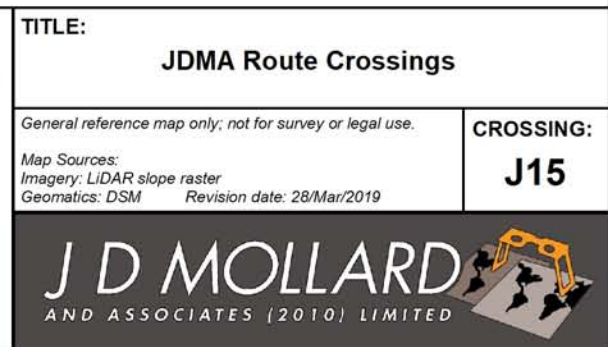 TITLE:
JDMA Route Crossings
General reference map only; not for survey or legal use.
Map Sources:
Imagery: LiDAR slope raster
Geomatics: DSM Revision date: 28/Mar/2019
CROSSING:
J15
J D MOLLARD
AND ASSOCIATES (2010) LIMITED